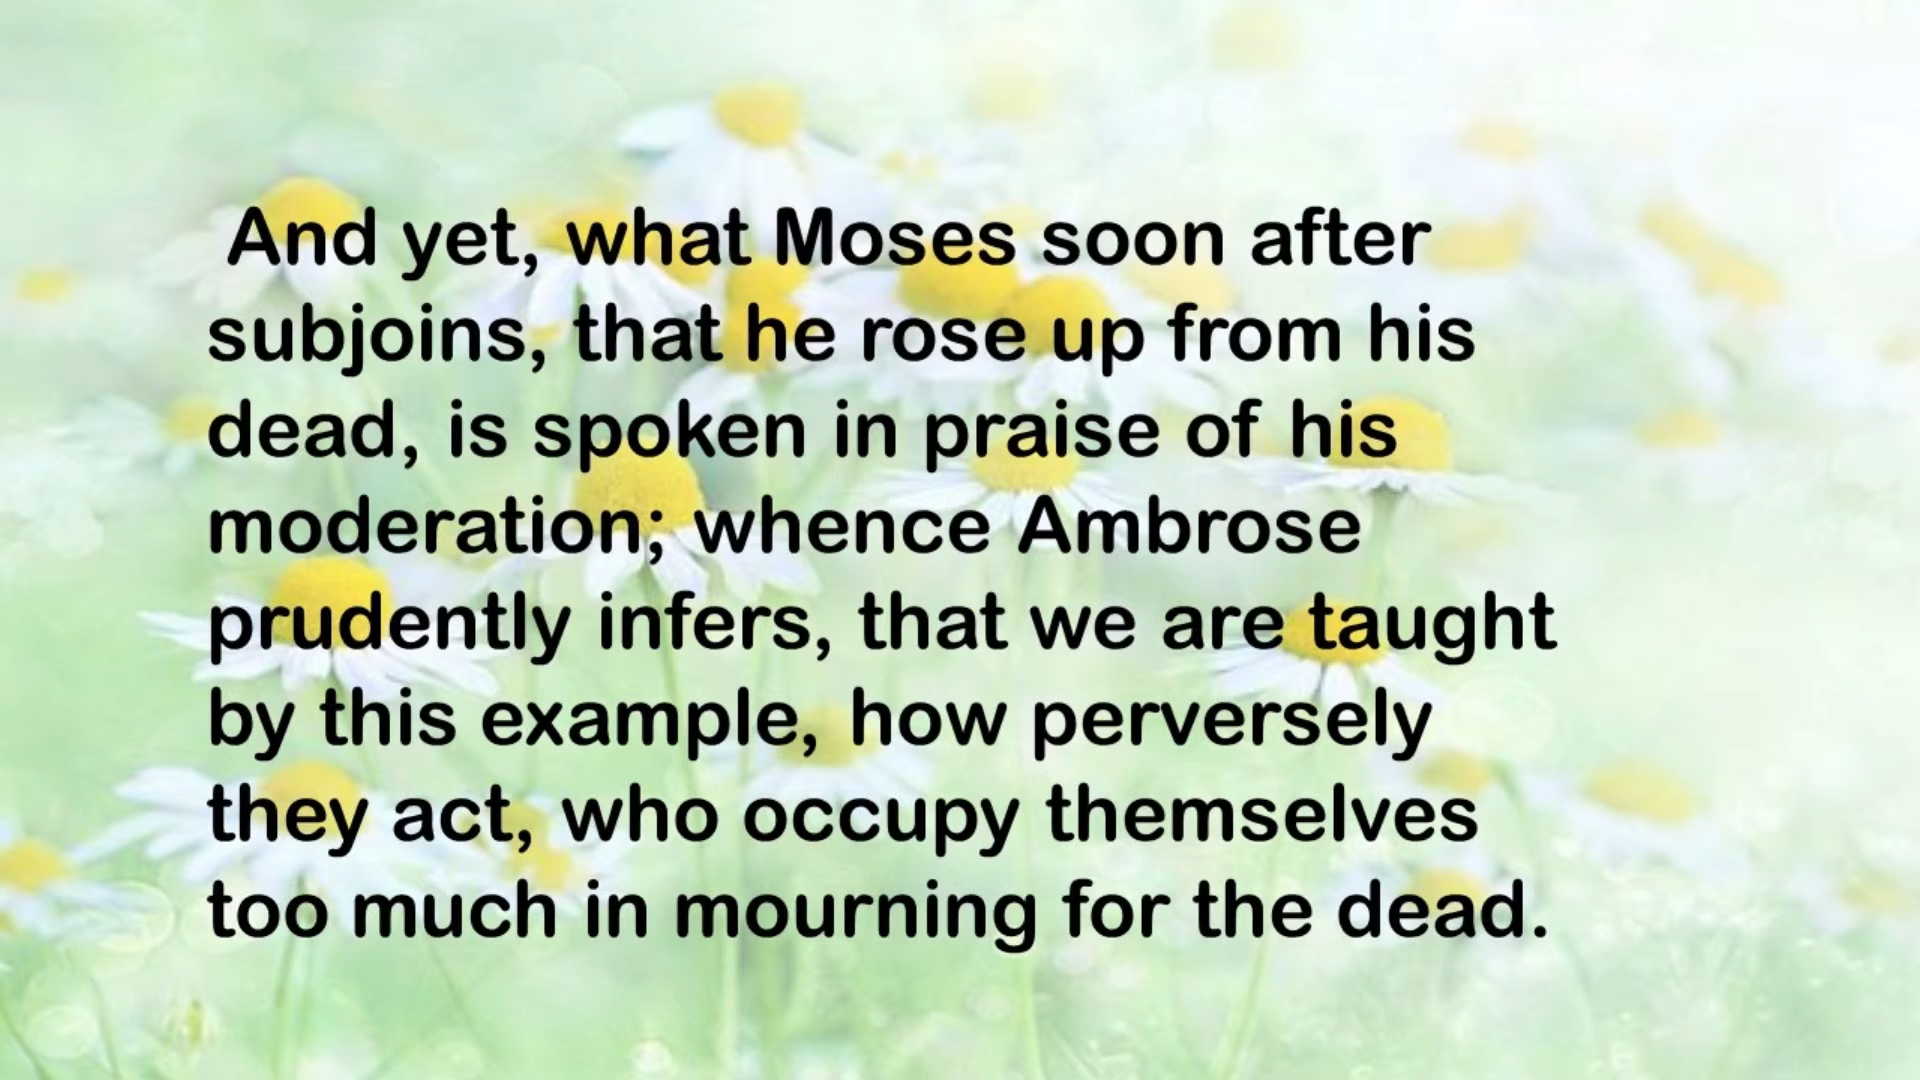 And yet, what Moses soon after
subjoins, that he rose up from his
dead, is spoken in praise of his
moderation; whence Ambrose
prudently infers, that we are taught
by this example, how perversely
they act, who occupy themselves
too much in mourning for the dead.